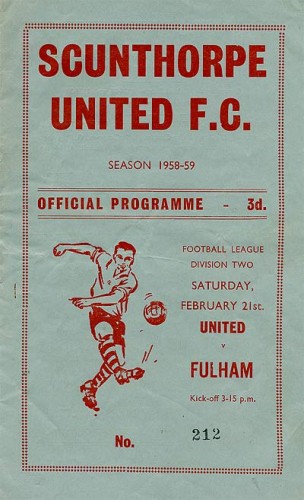 SCUNTHORPE
UNITED F.C.
SEASON 1958-59
OFFICIAL PROGRAMME - 3d.
FOOTBALL LEAGUE
DIVISION TWO
SATURDAY,
FEBRUARY 21st.
UNITED
v
FULHAM
Kick-off 3-15 p.m.
No. 212